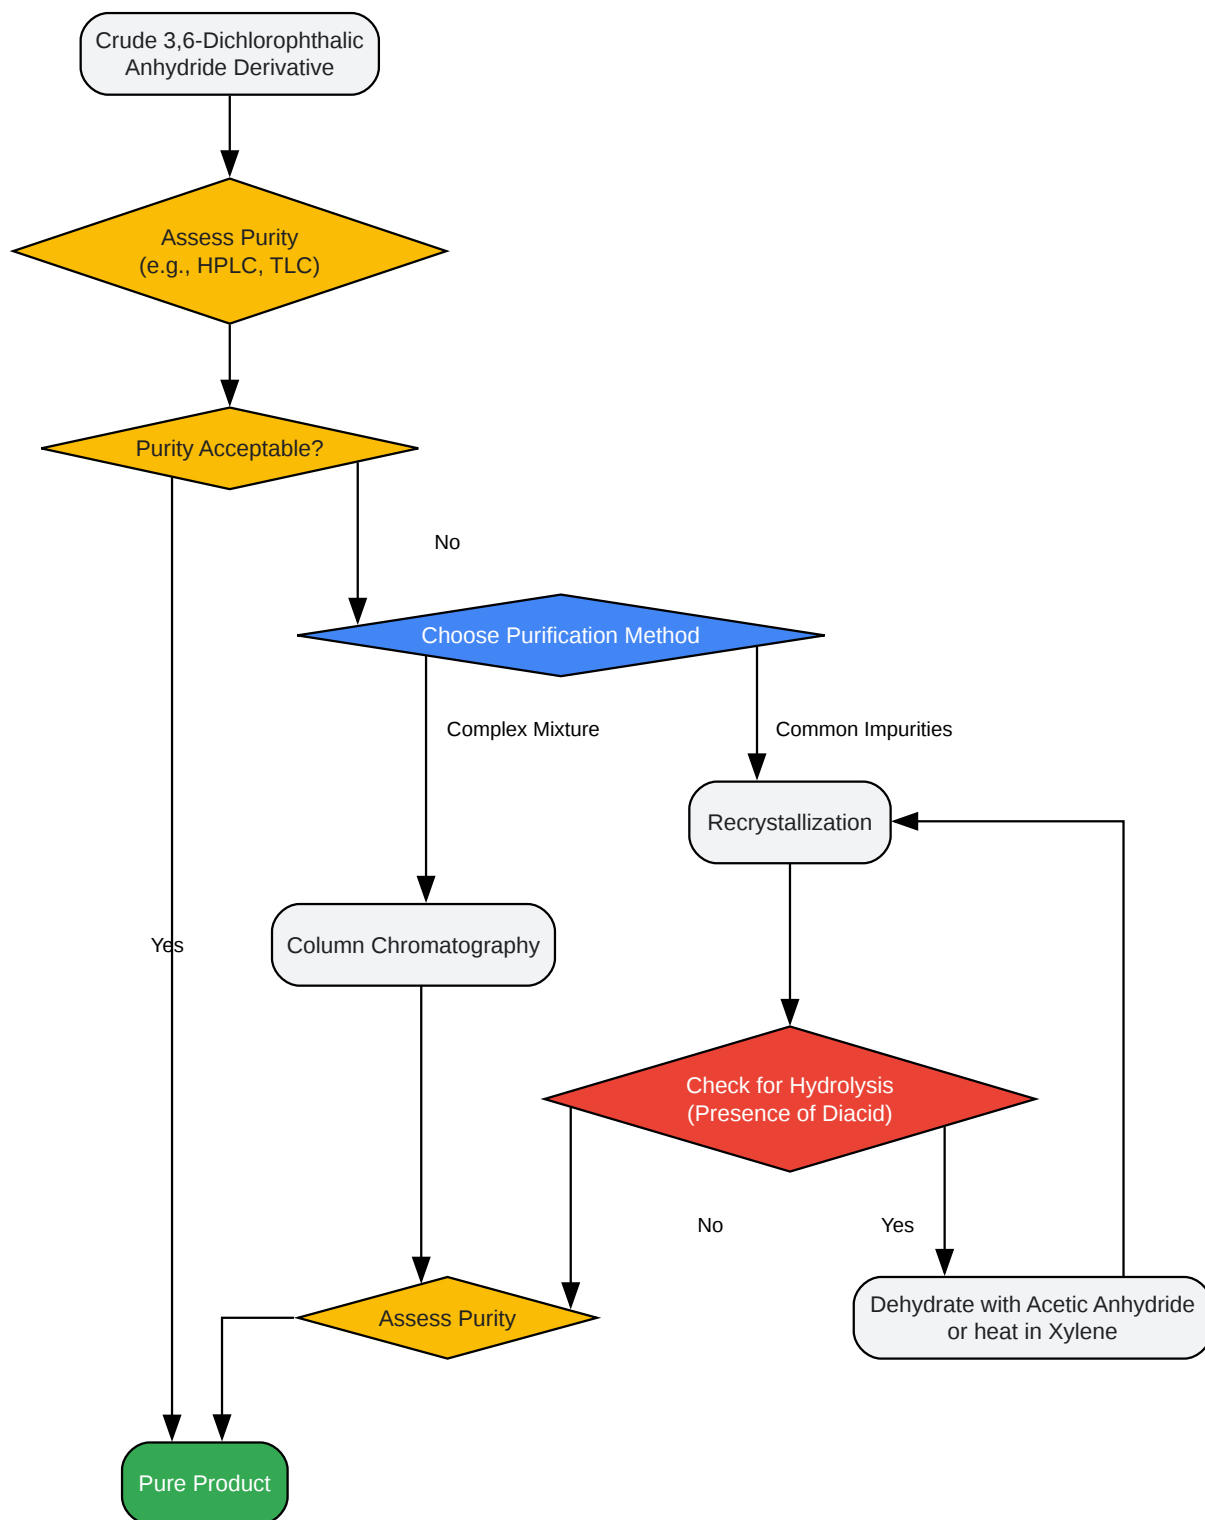 Crude 3,6-Dichlorophthalic
Anhydride Derivative
Assess Purity
(e.g., HPLC, TLC)
Purity Acceptable?
No
Choose Purification Method
Complex Mixture
Common Impurities
Recrystallization
Yes
Column Chromatography
Check for Hydrolysis
(Presence of Diacid)
No
Yes
Assess Purity
Dehydrate with Acetic Anhydride
or heat in Xylene
Pure Product